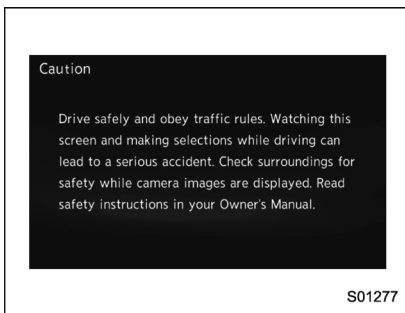 Caution
Drive safely and obey traffic rules. Watching this
screen and making selections while driving can
lead to a serious accident. Check surroundings for
safety while camera images are displayed. Read
safety instructions in your Owner's Manual.
S01277